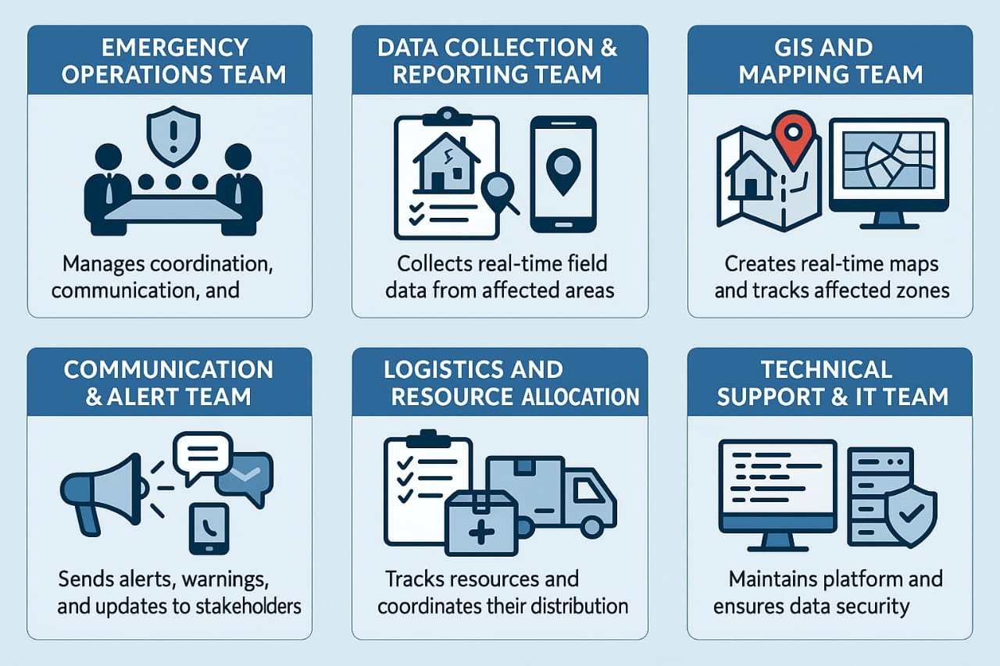 EMERGENCY
OPERATIONS TEAM
Manages coordination,
communication, and
DATA COLLECTION &
REPORTING TEAM
Collects real-time field
data from affected areas
GIS AND
MAPPING TEAM
Creates real-time maps
and tracks affected zones
COMMUNICATION
& ALERT TEAM
Sends alerts, warnings,
and updates to stakeholders
LOGISTICS AND
RESOURCE ALLOCATION
Tracks resources and
coordinates their distribution
TECHNICAL
SUPPORT & IT TEAM
Maintains platform and
ensures data security